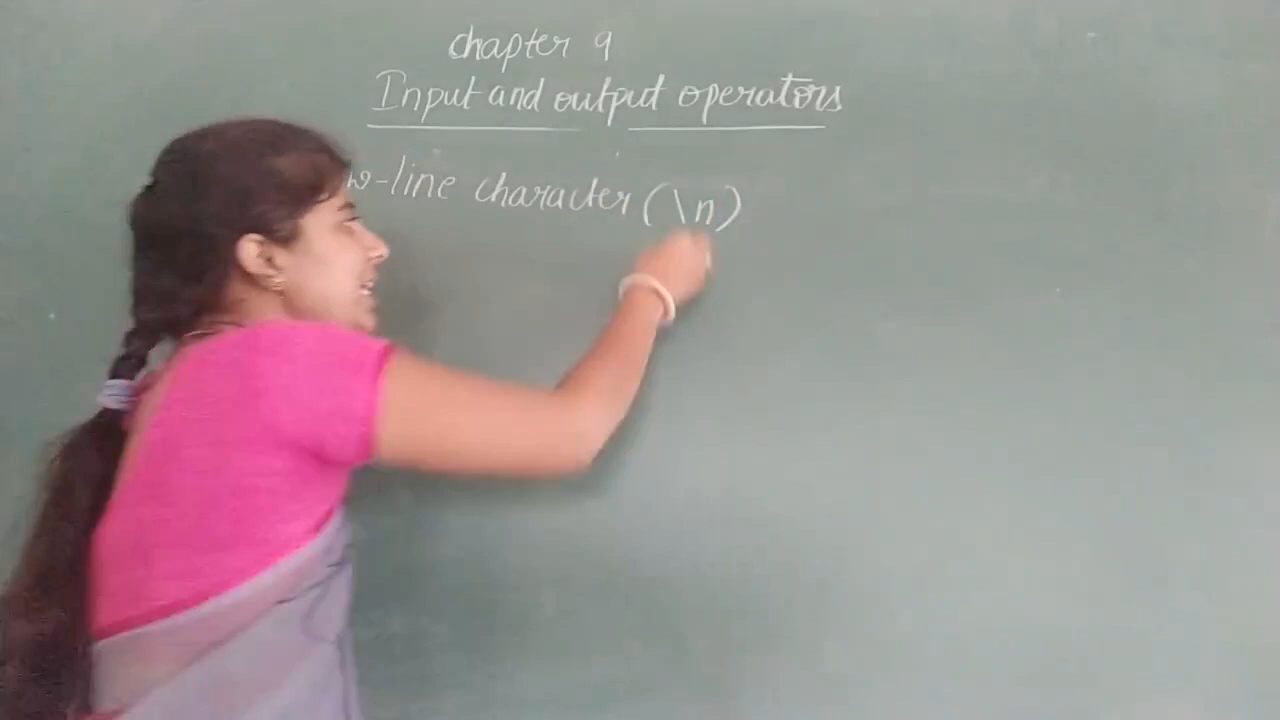 chapter 9
Input and output operators
w-line character (\n)